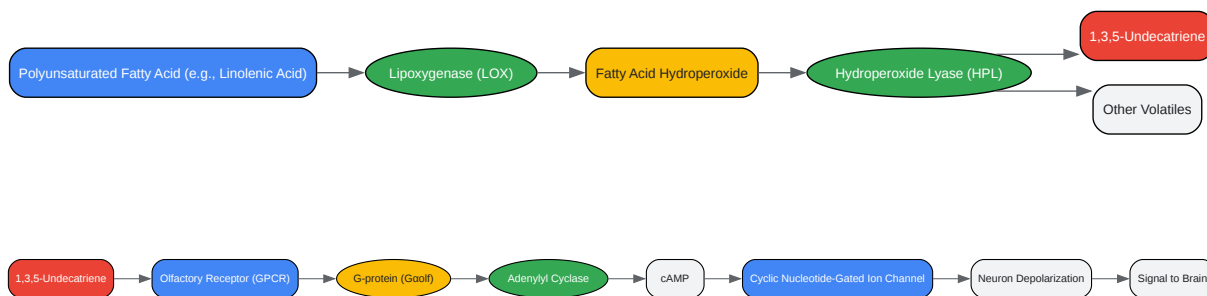 1,3,5-Undecatriene
Polyunsaturated Fatty Acid (e.g., Linolenic Acid)
Lipoxygenase (LOX)
Fatty Acid Hydroperoxide
Hydroperoxide Lyase (HPL)
Other Volatiles
1,3,5-Undecatriene
Olfactory Receptor (GPCR)
G-protein (Gαolf)
Adenylyl Cyclase
cAMP
Cyclic Nucleotide-Gated Ion Channel
Neuron Depolarization
Signal to Brain